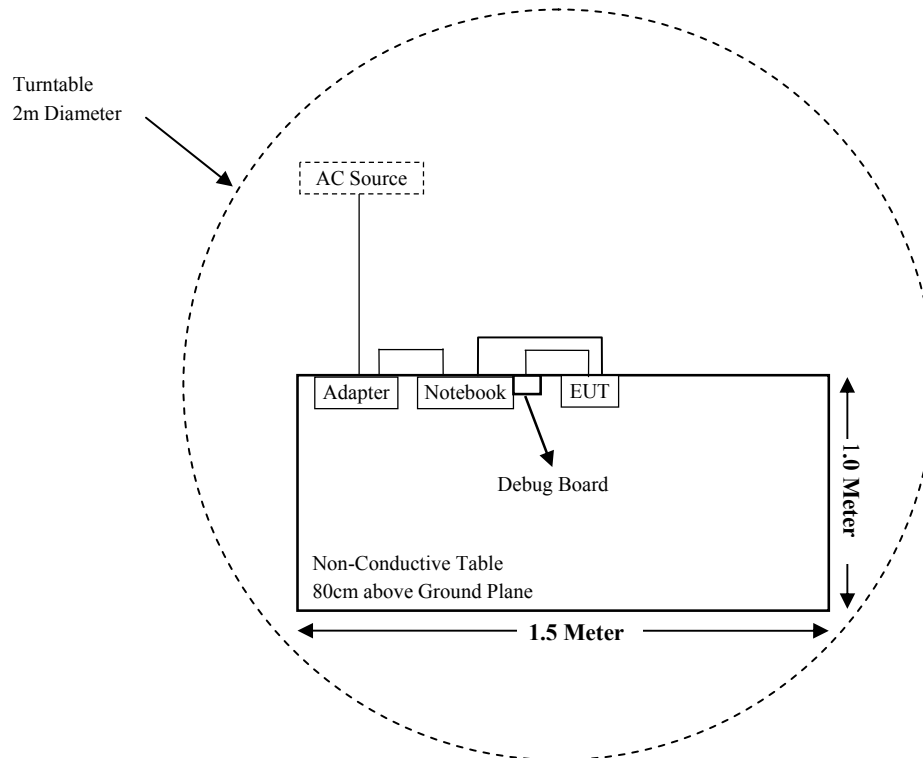 Turntable
2m Diameter
AC Source
Adapter
Notebook
EUT
Debug Board
1.0 Meter
Non-Conductive Table
80cm above Ground Plane
1.5 Meter